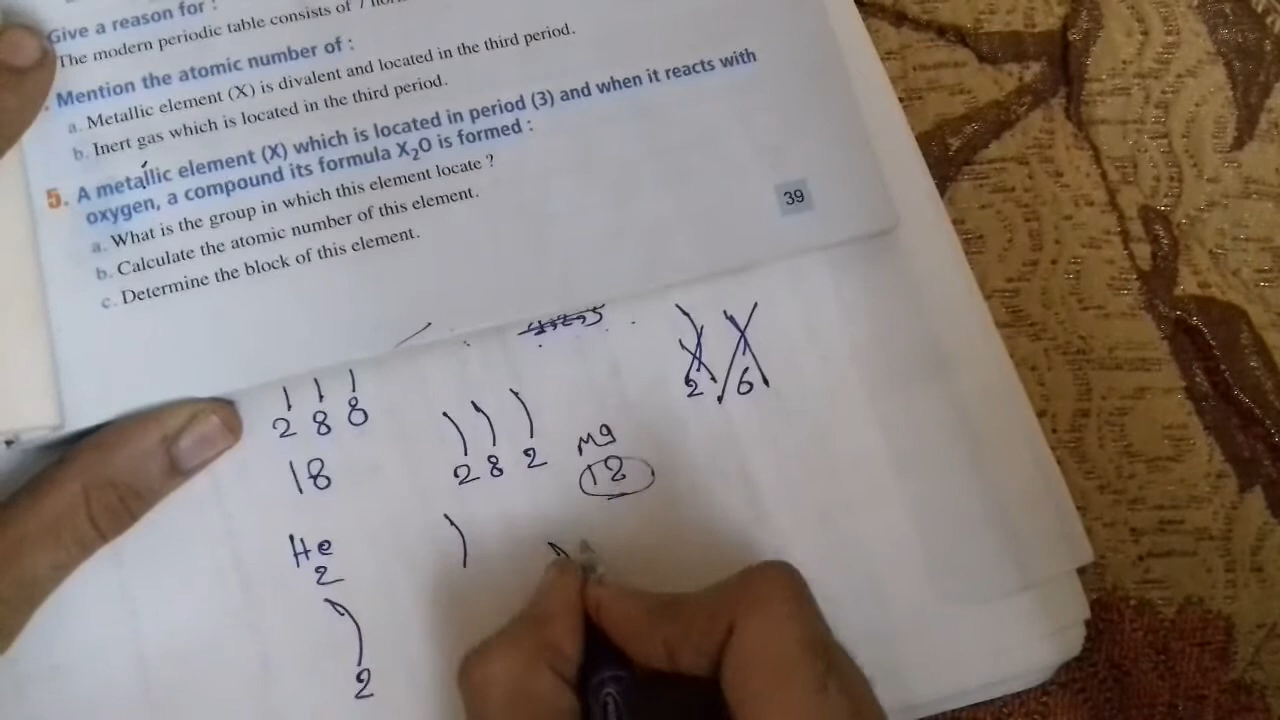 Give a reason for :
The modern periodic table consists of 7
Mention the atomic number of :
a. Metallic element (X) is divalent and located in the third period.
b. Inert gas which is located in the third period.
5. A metallic element (X) which is located in period (3) and when it reacts with
oxygen, a compound its formula X₂O is formed :
a. What is the group in which this element locate ?
b. Calculate the atomic number of this element.
c. Determine the block of this element.
39
2 8 8
18
2 8 2
Mg
12
2 6
He
2
2